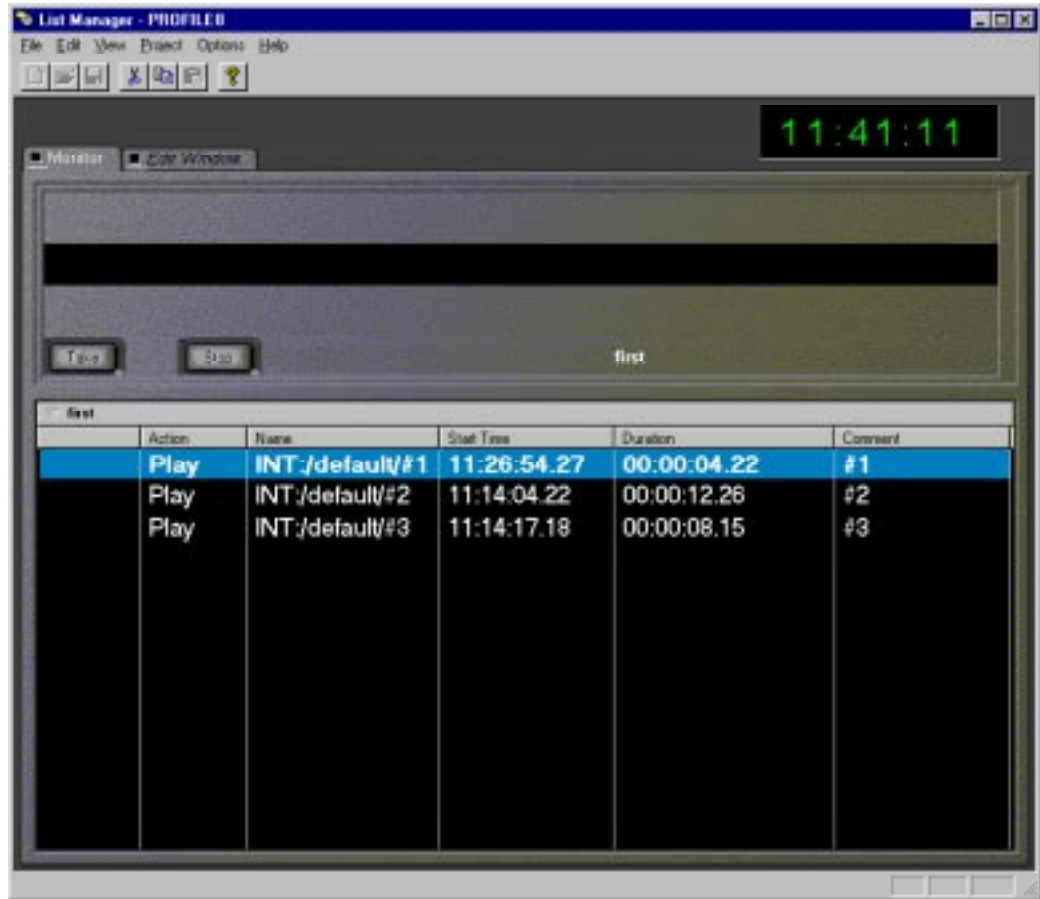 List Manager - PROFILE8
File Edit View Project Options Help
11:41:11
Monitor Edit Window
Take Stop first
first
Action Name Start Time Duration Comment
Play INT:/default/#1 11:26:54.27 00:00:04.22 #1
Play INT:/default/#2 11:14:04.22 00:00:12.26 #2
Play INT:/default/#3 11:14:17.18 00:00:08.15 #3